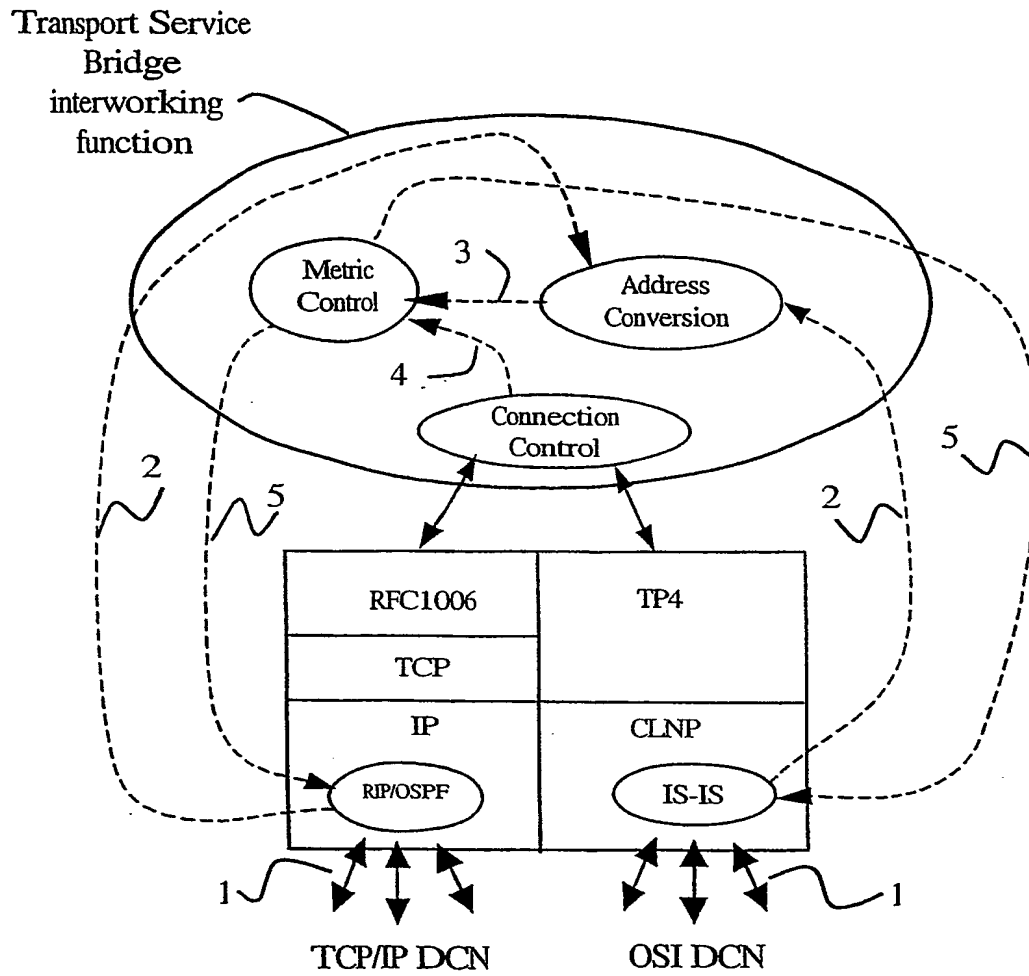 Transport Service
Bridge
interworking
function
Metric
Control
3
Address
Conversion
4
Connection
Control
2
5
2
5
RFC1006
TP4
TCP
IP
CLNP
RIP/OSPF
IS-IS
1
1
TCP/IP DCN
OSI DCN